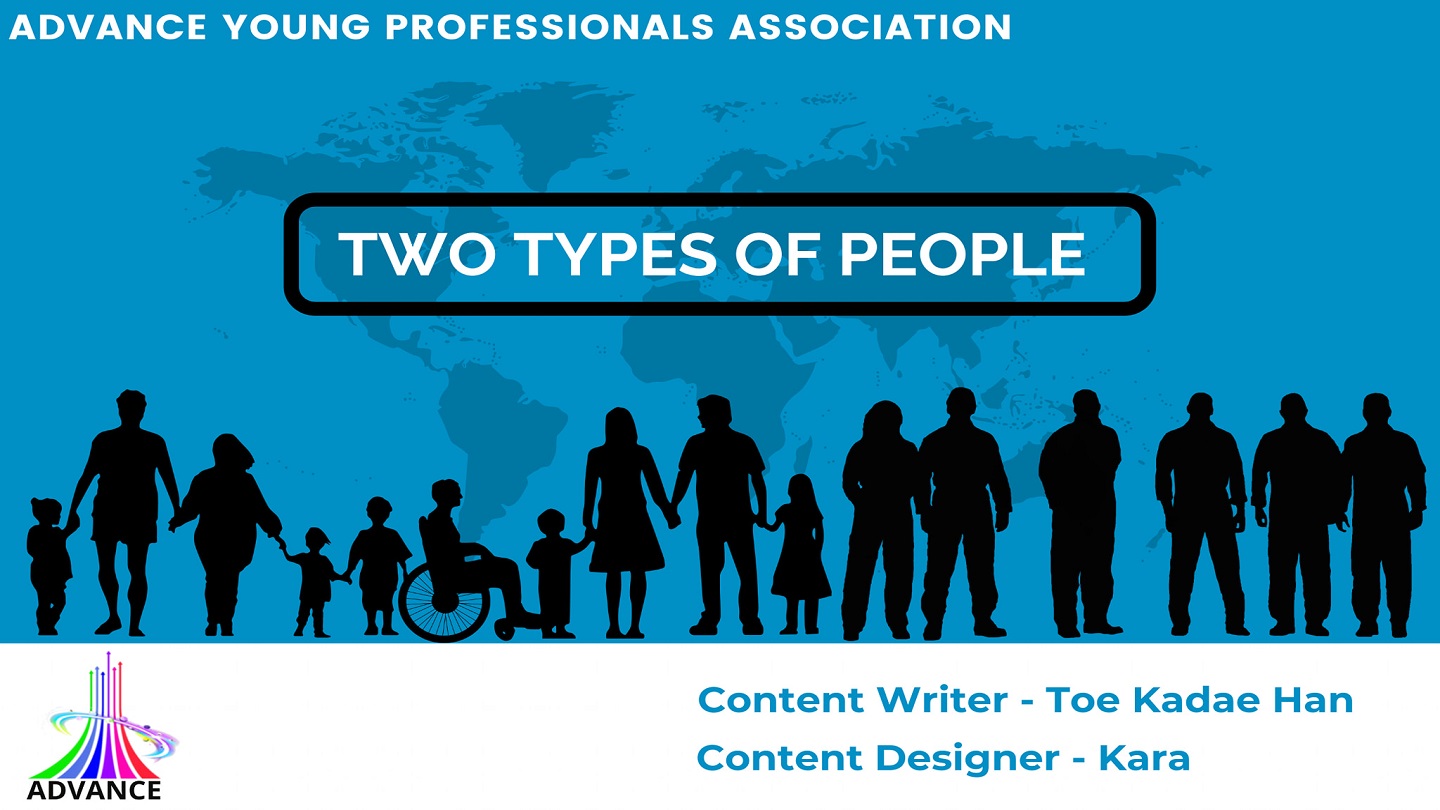 ADVANCE YOUNG PROFESSIONALS ASSOCIATION
TWO TYPES OF PEOPLE
Content Writer - Toe Kadae Han
Content Designer - Kara
ADVANCE